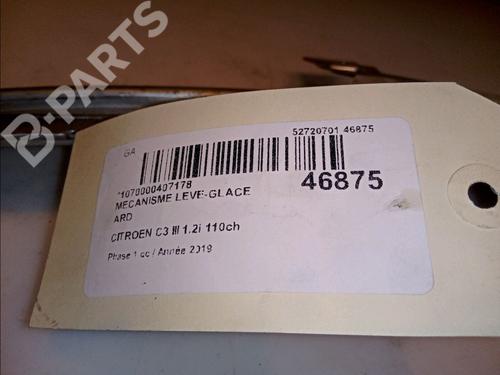 B-PARTS
GA
52720701 46875
*1070000407178
46875
MECANISME LEVE-GLACE
ARD
CITROEN C3 III 1.2i 110ch
Phase 1 cc / Année 2019